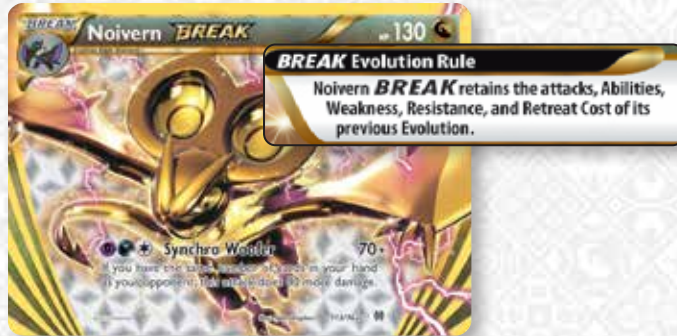 BREAK
Noivern BREAK HP 130
BREAK Evolution Rule
Noivern BREAK retains the attacks, Abilities,
Weakness, Resistance, and Retreat Cost of its
previous Evolution.
Synchro Woofer 70+
If you have the same number of cards in your hand
as your opponent, this attack does 70 more damage.